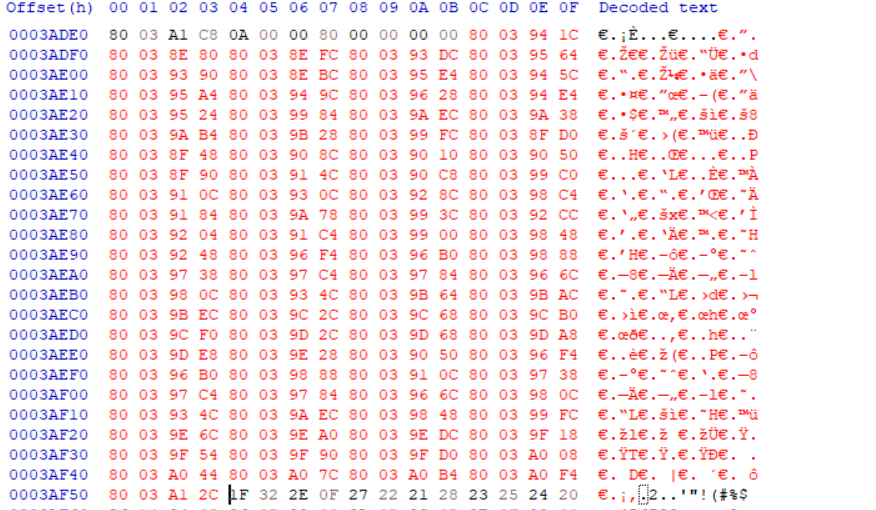 Offset(h) 00 01 02 03 04 05 06 07 08 09 0A 0B 0C 0D 0E 0F Decoded text
0003ADE0 80 03 A1 C8 0A 00 00 80 00 00 00 00 80 03 94 1C €.¡È...€....€.”.
0003ADF0 80 03 8E 80 80 03 8E FC 80 03 93 DC 80 03 95 64 €.Ž€€.Žü€.“Ü€.•d
0003AE00 80 03 93 90 80 03 8E BC 80 03 95 E4 80 03 94 5C €.“.€.Ž¼€.•ä€.”\
0003AE10 80 03 95 A4 80 03 94 9C 80 03 96 28 80 03 94 E4 €.•¤€.”œ€.–(€.”ä
0003AE20 80 03 95 24 80 03 99 84 80 03 9A EC 80 03 9A 38 €.•$€.™„€.šì€.š8
0003AE30 80 03 9A B4 80 03 9B 28 80 03 99 FC 80 03 8F D0 €.š´€.›(€.™ü€..Ð
0003AE40 80 03 8F 48 80 03 90 8C 80 03 90 10 80 03 90 50 €..H€..Œ€...€..P
0003AE50 80 03 8F 90 80 03 91 4C 80 03 90 C8 80 03 99 C0 €...€.‘L€..È€.™À
0003AE60 80 03 91 0C 80 03 93 0C 80 03 92 8C 80 03 98 C4 €.‘.€.“.€.’Œ€.˜Ä
0003AE70 80 03 91 84 80 03 9A 78 80 03 99 3C 80 03 92 CC €.‘„€.šx€.™<€.’Ì
0003AE80 80 03 92 04 80 03 91 C4 80 03 99 00 80 03 98 48 €.’.€.‘Ä€.™.€.˜H
0003AE90 80 03 92 48 80 03 96 F4 80 03 96 B0 80 03 98 88 €.’H€.–ô€.–°€.˜ˆ
0003AEA0 80 03 97 38 80 03 97 C4 80 03 97 84 80 03 96 6C €.—8€.—Ä€.—„€.–l
0003AEB0 80 03 98 0C 80 03 93 4C 80 03 9B 64 80 03 9B AC €.˜.€.“L€.›d€.›¬
0003AEC0 80 03 9B EC 80 03 9C 2C 80 03 9C 68 80 03 9C B0 €.›ì€.œ,€.œh€.œ°
0003AED0 80 03 9C F0 80 03 9D 2C 80 03 9D 68 80 03 9D A8 €.œð€..,€..h€..¨
0003AEE0 80 03 9D E8 80 03 9E 28 80 03 90 50 80 03 96 F4 €..è€.ž(€..P€.–ô
0003AEF0 80 03 96 B0 80 03 98 88 80 03 91 0C 80 03 97 38 €.–°€.˜ˆ€.‘.€.—8
0003AF00 80 03 97 C4 80 03 97 84 80 03 96 6C 80 03 98 0C €.—Ä€.—„€.–l€.˜.
0003AF10 80 03 93 4C 80 03 9A EC 80 03 98 48 80 03 99 FC €.“L€.šì€.˜H€.™ü
0003AF20 80 03 9E 6C 80 03 9E A0 80 03 9E DC 80 03 9F 18 €.žl€.ž €.žÜ€.Ÿ.
0003AF30 80 03 9F 54 80 03 9F 90 80 03 9F D0 80 03 A0 08 €.ŸT€.Ÿ.€.ŸÐ€. .
0003AF40 80 03 A0 44 80 03 A0 7C 80 03 A0 B4 80 03 A0 F4 €. D€. |€. ´€. ô
0003AF50 80 03 A1 2C 1F 32 2E 0F 27 22 21 28 23 25 24 20 €.¡,.2..'"!(#%$